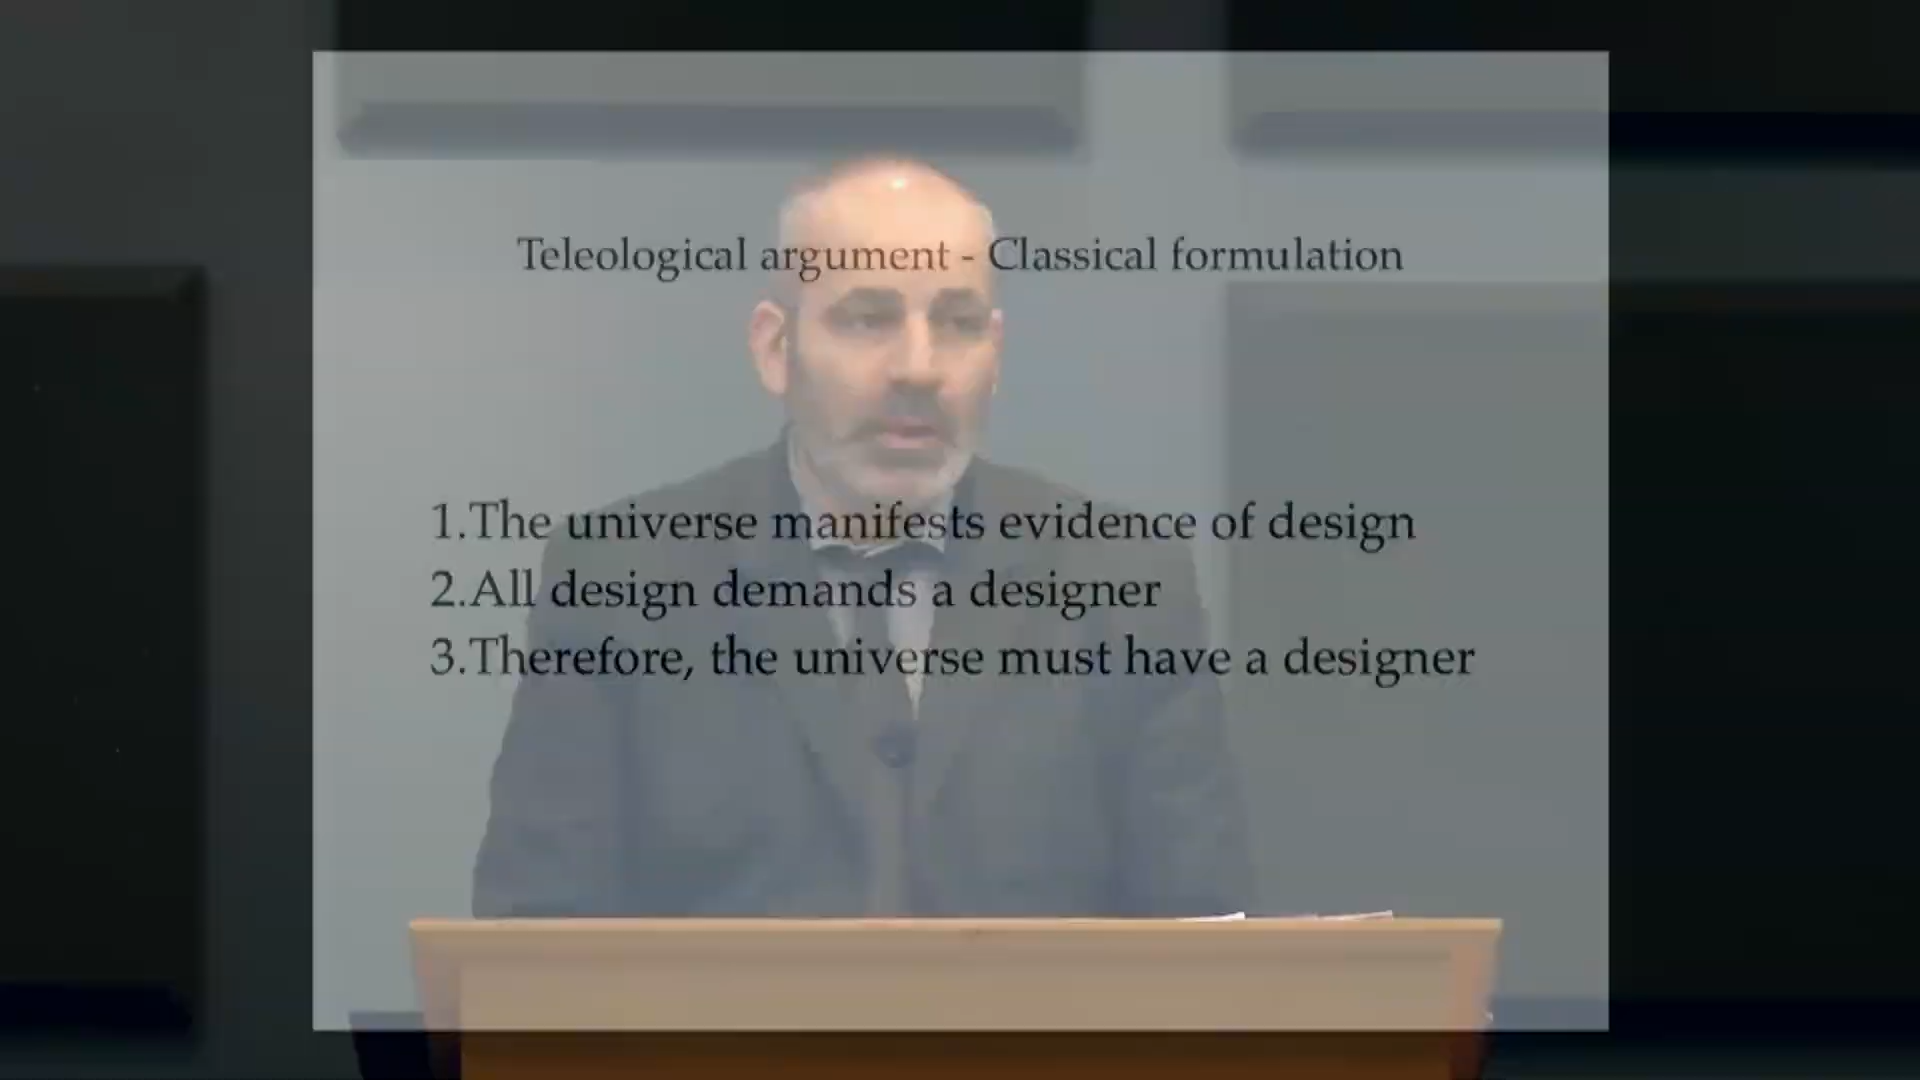 Teleological argument - Classical formulation
1.The universe manifests evidence of design
2.All design demands a designer
3.Therefore, the universe must have a designer